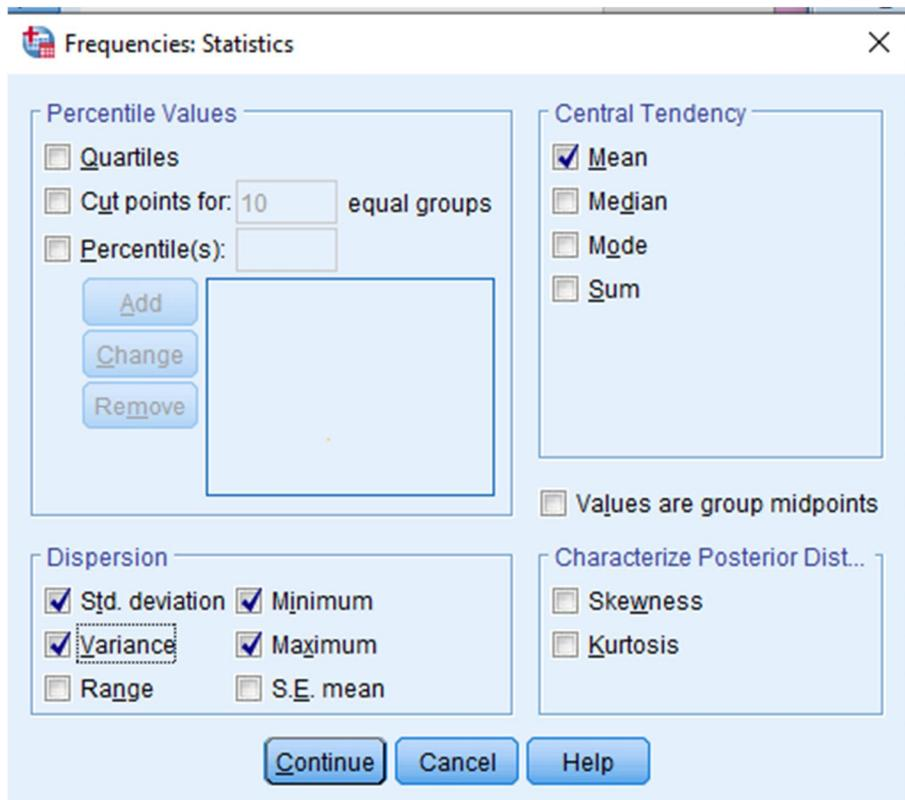 Frequencies: Statistics
Percentile Values
Quartiles
Cut points for: 10 equal groups
Percentile(s):
Add
Change
Remove
Central Tendency
Mean
Median
Mode
Sum
Values are group midpoints
Dispersion
Std. deviation Minimum
Variance Maximum
Range S.E. mean
Characterize Posterior Dist...
Skewness
Kurtosis
Continue Cancel Help